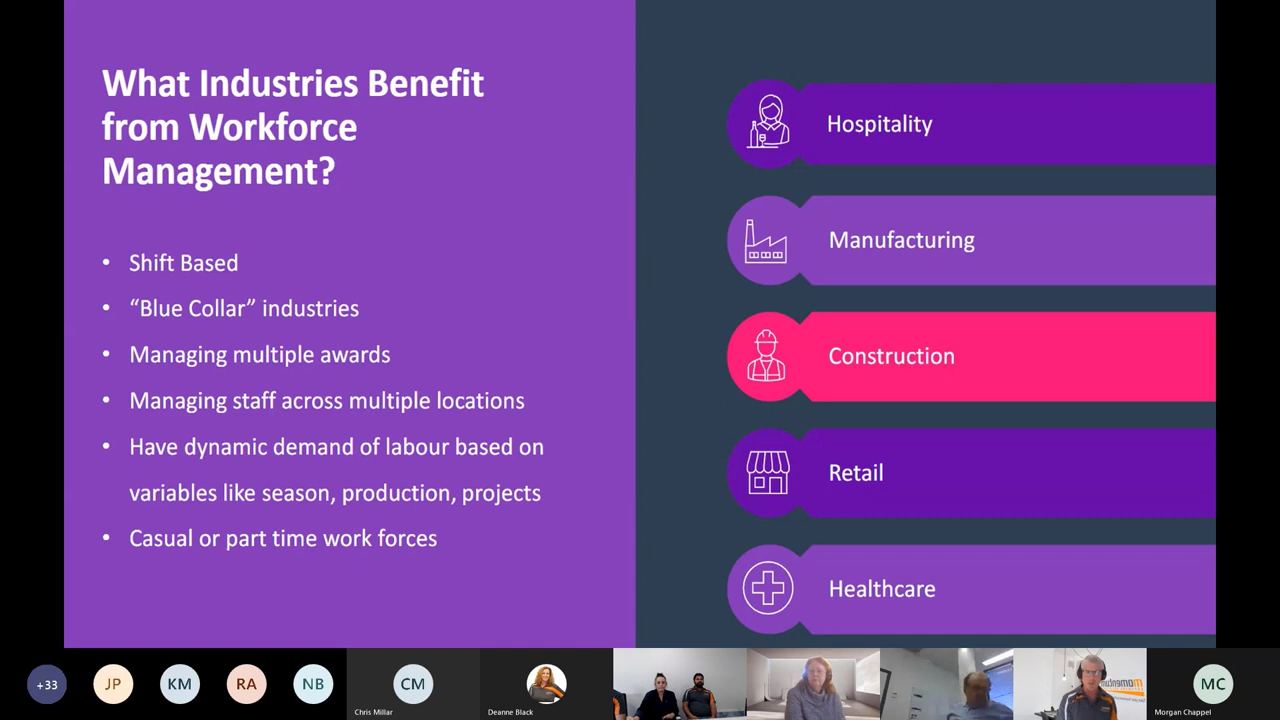 What Industries Benefit
from Workforce
Management?
• Shift Based
• “Blue Collar” industries
• Managing multiple awards
• Managing staff across multiple locations
• Have dynamic demand of labour based on
variables like season, production, projects
• Casual or part time work forces
Hospitality
Manufacturing
Construction
Retail
Healthcare
+33
JP
KM
RA
NB
CM
Chris Millar
Deanne Black
MC
Morgan Chappel